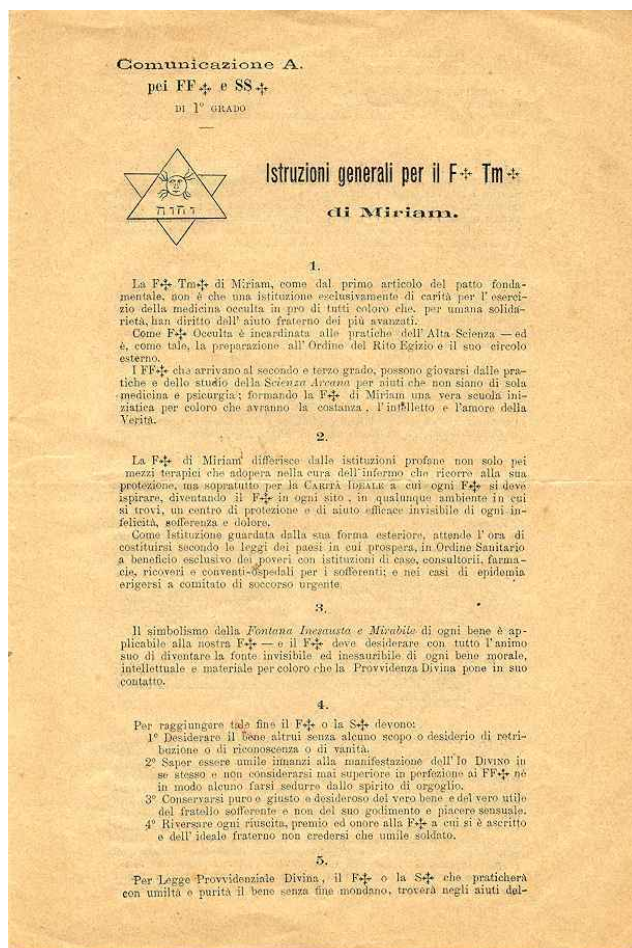 Comunicazione A.
pei FF✢ e SS✢
DI 1° GRADO
יהוה
Istruzioni generali per il F✢ Tm✢
di Miriam.
1.
La F✢ Tm✢ di Miriam, come dal primo articolo del patto fonda-
mentale, non è che una istituzione esclusivamente di carità per l'eserci-
zio della medicina occulta in pro di tutti coloro che, per umana solida-
rietà, han diritto dell'aiuto fraterno dei più avanzati.
Come F✢ Occulta è incardinata alle pratiche dell'Alta Scienza — ed
è, come tale, la preparazione all'Ordine del Rito Egizio e il suo circolo
esterno.
I FF✢ che arrivano al secondo e terzo grado, possono giovarsi dalle pra-
tiche e dello studio della Scienza Arcana per aiuti che non siano di sola
medicina e psicurgia; formando la F✢ di Miriam una vera scuola ini-
ziatica per coloro che avranno la costanza, l'intelletto e l'amore della
Verità.
2.
La F✢ di Miriam differisce dalle istituzioni profane non solo pei
mezzi terapici che adopera nella cura dell'infermo che ricorre alla sua
protezione, ma sopratutto per la CARITÀ IDEALE a cui ogni F✢ si deve
ispirare, diventando il F✢ in ogni sito, in qualunque ambiente in cui
si trovi, un centro di protezione e di aiuto efficace invisibile di ogni in-
felicità, sofferenza e dolore.
Come Istituzione guardata dalla sua forma esteriore, attende l'ora di
costituirsi secondo le leggi dei paesi in cui prospera, in Ordine Sanitario
a beneficio esclusivo dei poveri con istituzioni di case, consultorii, farma-
cie, ricoveri e conventi-ospedali per i sofferenti; e nei casi di epidemia
erigersi a comitato di soccorso urgente.
3.
Il simbolismo della Fontana Inesausta e Mirabile di ogni bene è ap-
plicabile alla nostra F✢ — e il F✢ deve desiderare con tutto l'animo
suo di diventare la fonte invisibile ed inesauribile di ogni bene morale,
intellettuale e materiale per coloro che la Provvidenza Divina pone in suo
contatto.
4.
Per raggiungere tale fine il F✢ o la S✢ devono:
1° Desiderare il bene altrui senza alcuno scopo o desiderio di retri-
buzione o di riconoscenza o di vanità.
2° Saper essere umile innanzi alla manifestazione dell'IO DIVINO in
se stesso e non considerarsi mai superiore in perfezione ai FF✢ nè
in modo alcuno farsi sedurre dallo spirito di orgoglio.
3° Conservarsi puro e giusto e desideroso del vero bene e del vero utile
del fratello sofferente e non del suo godimento e piacere sensuale.
4° Riversare ogni riuscita, premio ed onore alla F✢ a cui si è ascritto
e dell'ideale fraterno non credersi che umile soldato.
5.
Per Legge Provvidenziale Divina, il F✢ o la S✢ che praticherà
con umiltà e purità il bene senza fine mondano, troverà negli aiuti del-